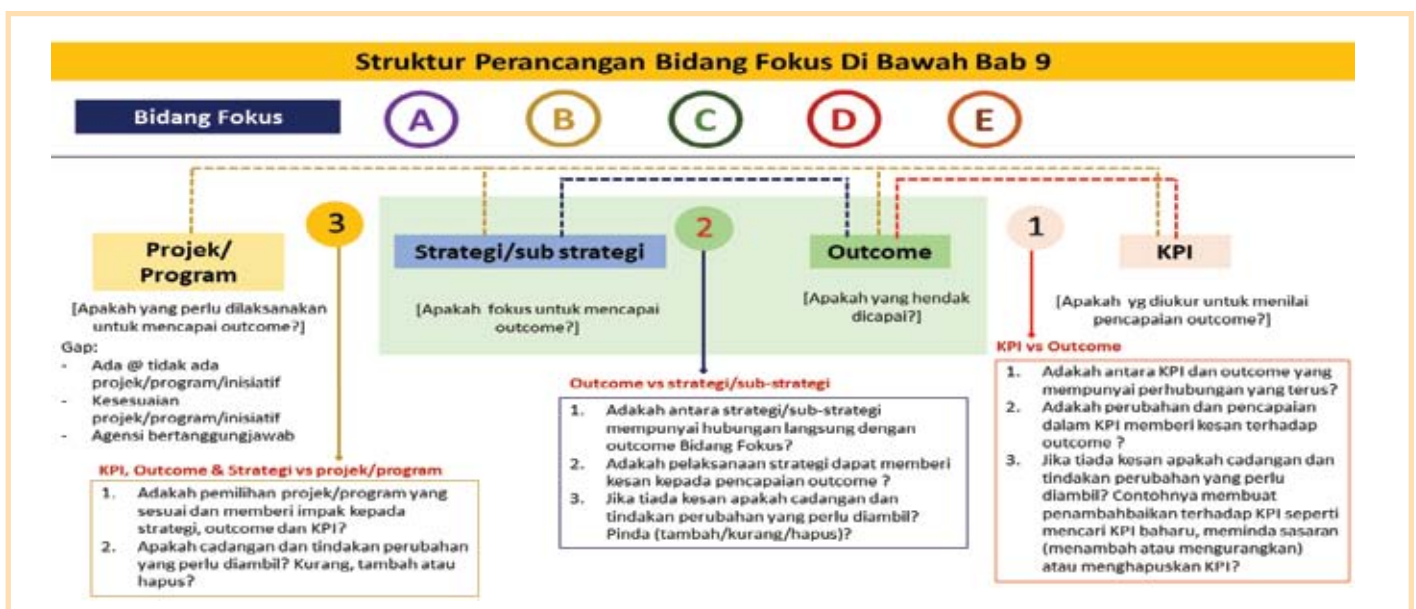 Struktur Perancangan Bidang Fokus Di Bawah Bab 9
Bidang Fokus
A
B
C
D
E
3
Projek/
Program
[Apakah yang perlu dilaksanakan
untuk mencapai outcome?]
Gap:
- Ada @ tidak ada
projek/program/inisiatif
- Kesesuaian
projek/program/inisiatif
- Agensi bertanggungjawab
KPI, Outcome & Strategi vs projek/program
1. Adakah pemilihan projek/program yang
sesuai dan memberi impak kepada
strategi, outcome dan KPI?
2. Apakah cadangan dan tindakan perubahan
yang perlu diambil? Kurang, tambah atau
hapus?
Strategi/sub strategi
[Apakah fokus untuk mencapai
outcome?]
2
Outcome
[Apakah yang hendak
dicapai?]
Outcome vs strategi/sub-strategi
1. Adakah antara strategi/sub-strategi
mempunyai hubungan langsung dengan
outcome Bidang Fokus?
2. Adakah pelaksanaan strategi dapat memberi
kesan kepada pencapaian outcome ?
3. Jika tiada kesan apakah cadangan dan
tindakan perubahan yang perlu diambil?
Pinda (tambah/kurang/hapus)?
1
KPI
[Apakah yg diukur untuk menilai
pencapaian outcome?]
KPI vs Outcome
1. Adakah antara KPI dan outcome yang
mempunyai perhubungan yang terus?
2. Adakah perubahan dan pencapaian
dalam KPI memberi kesan terhadap
outcome ?
3. Jika tiada kesan apakah cadangan dan
tindakan perubahan yang perlu
diambil? Contohnya membuat
penambahbaikan terhadap KPI seperti
mencari KPI baharu, meminda sasaran
(menambah atau mengurangkan)
atau menghapuskan KPI?